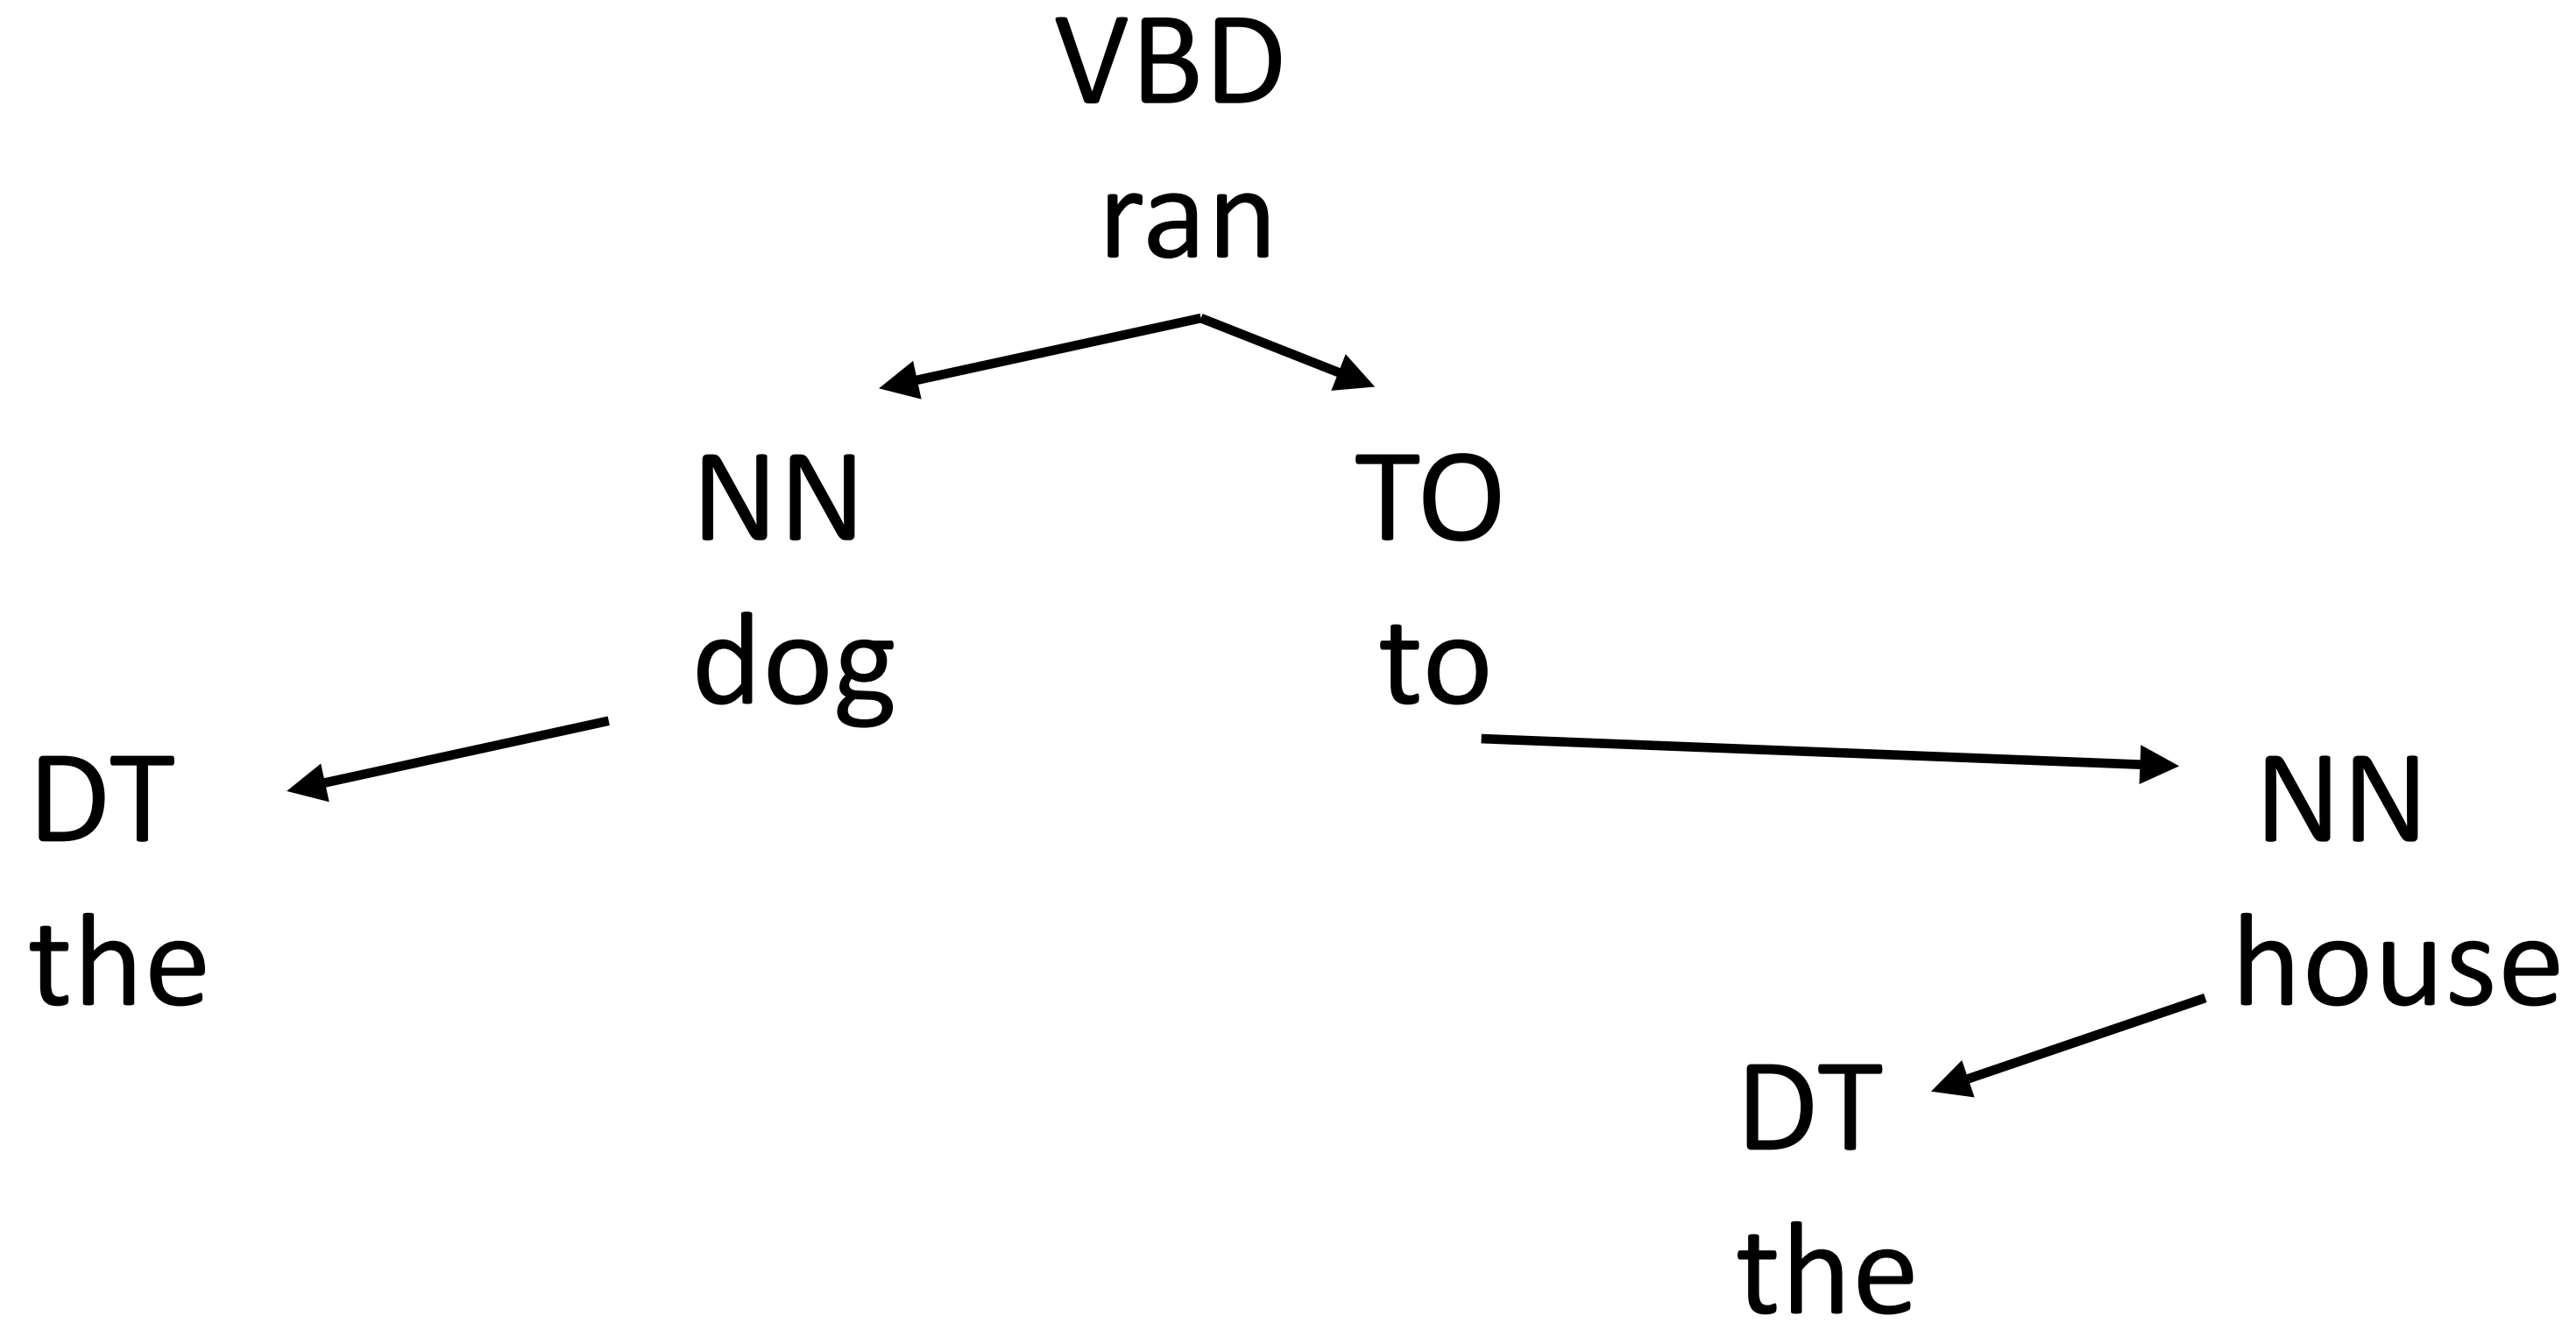 VBD
ran
NN TO
dog to
DT NN
the house
DT
the